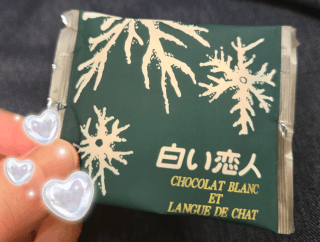 白い恋人
CHOCOLAT BLANC
ET
LANGUE DE CHAT